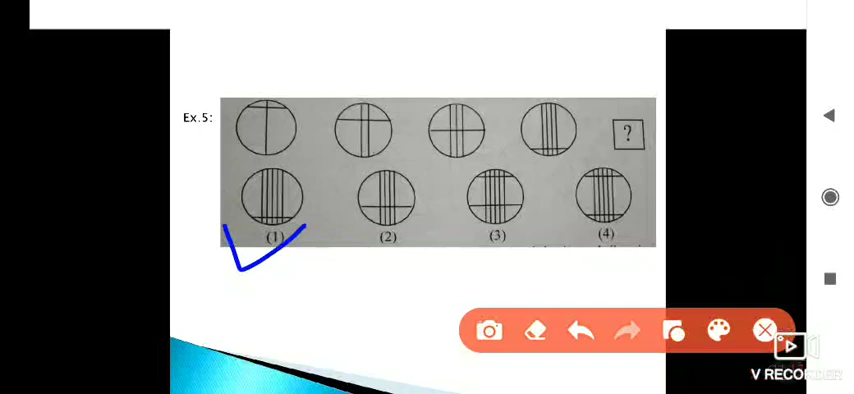 Ex.5:
?
(1) (2) (3) (4)
V RECORDER